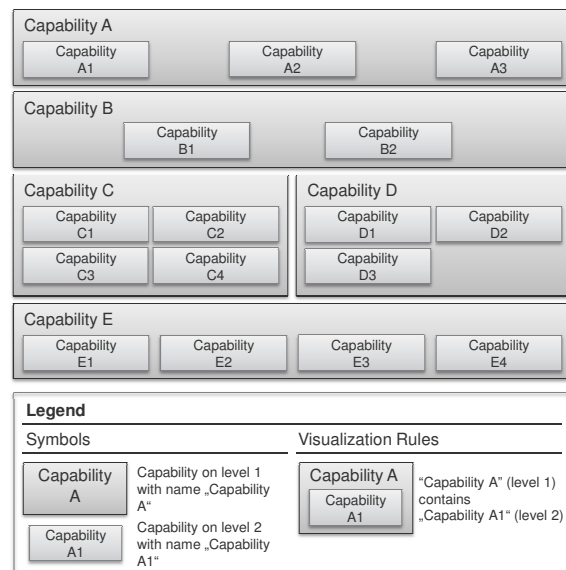 Capability A
Capability
A1
Capability
A2
Capability
A3
Capability B
Capability
B1
Capability
B2
Capability C
Capability
C1
Capability
C2
Capability
C3
Capability
C4
Capability D
Capability
D1
Capability
D2
Capability
D3
Capability E
Capability
E1
Capability
E2
Capability
E3
Capability
E4
Legend
Symbols
Capability
A
Capability on level 1
with name „Capability
A“
Capability
A1
Capability on level 2
with name „Capability
A1“
Visualization Rules
Capability A
Capability
A1
“Capability A” (level 1)
contains
„Capability A1“ (level 2)